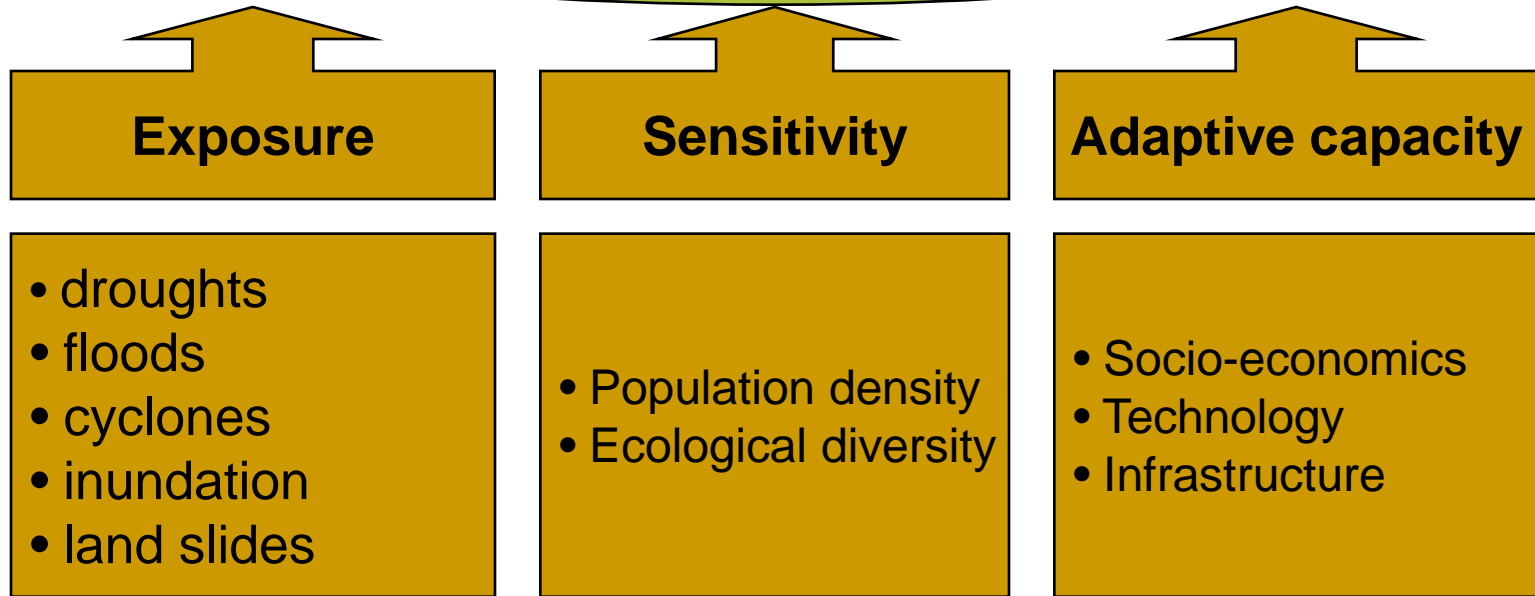 Exposure
Sensitivity
Adaptive capacity
• droughts
• floods
• cyclones
• inundation
• land slides
• Population density
• Ecological diversity
• Socio-economics
• Technology
• Infrastructure